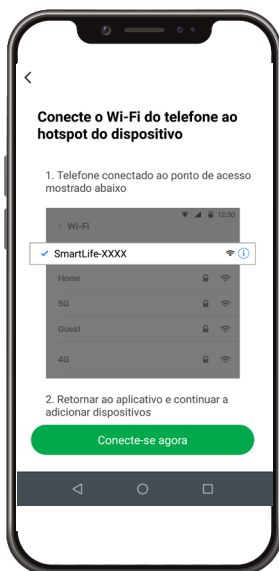 Conecte o Wi-Fi do telefone ao
hotspot do dispositivo
1. Telefone conectado ao ponto de acesso
mostrado abaixo
12:30
Wi-Fi
SmartLife-XXXX
Home
5G
Guest
4G
2. Retornar ao aplicativo e continuar a
adicionar dispositivos
Conecte-se agora